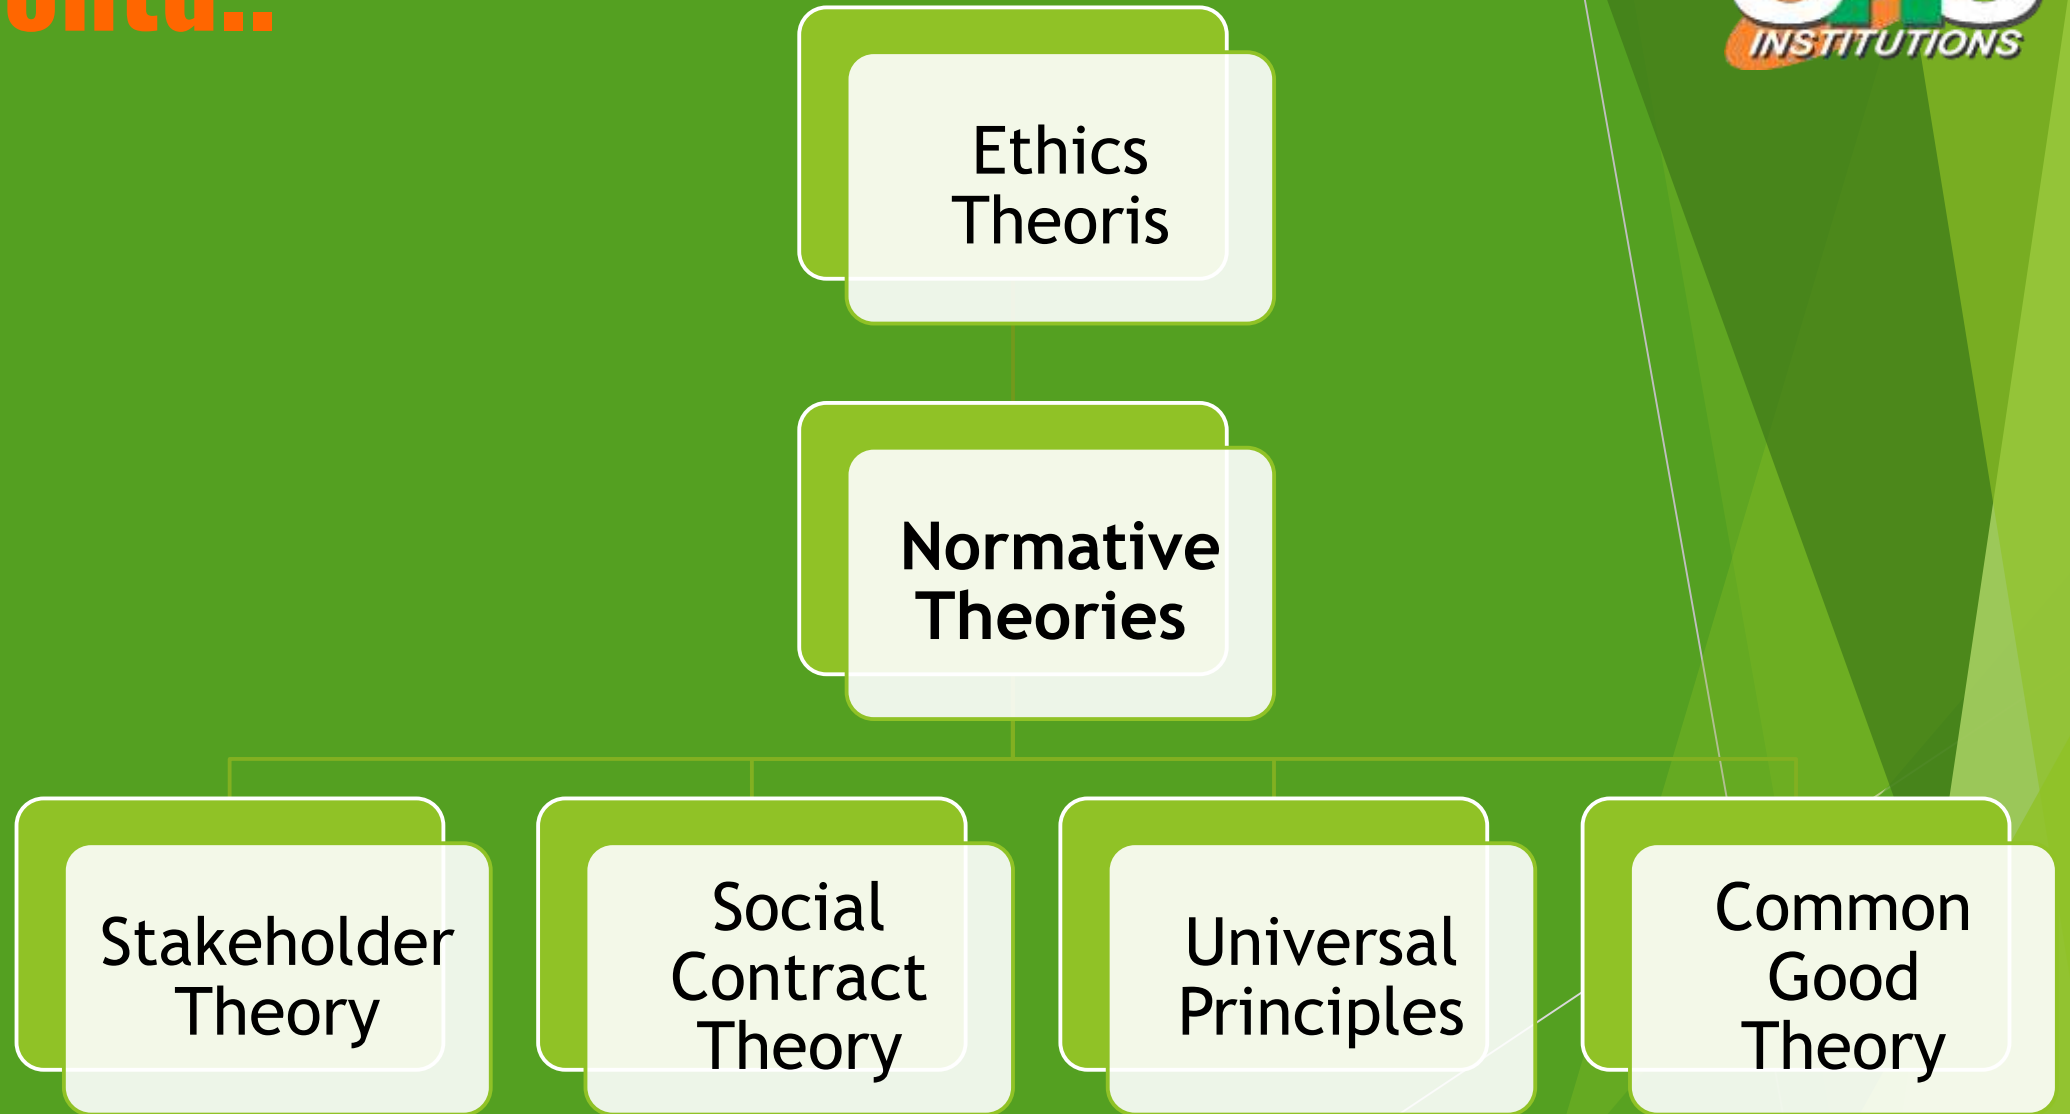 INSTITUTIONS
Ethics
Theoris
Normative
Theories
Stakeholder
Theory
Social
Contract
Theory
Universal
Principles
Common
Good
Theory